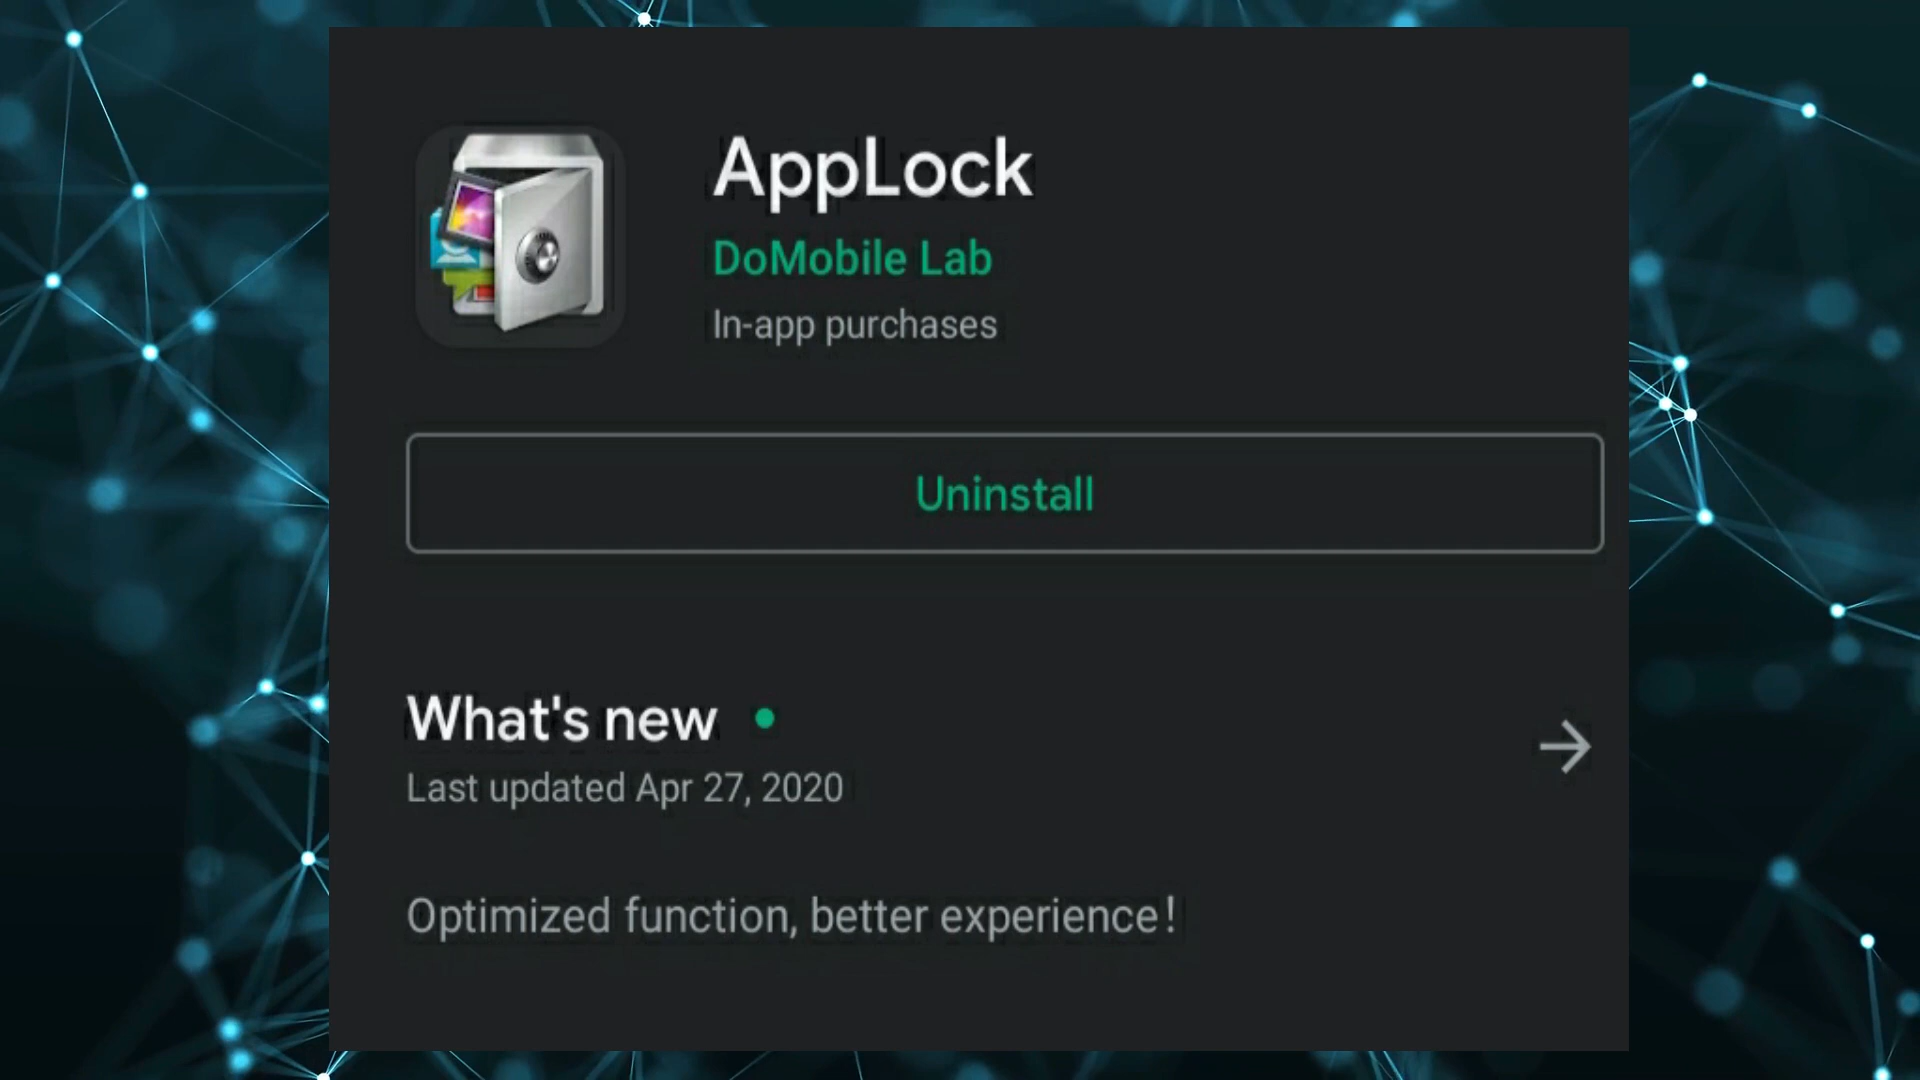 AppLock
DoMobile Lab
In-app purchases
Uninstall
What's new
Last updated Apr 27, 2020
Optimized function, better experience!